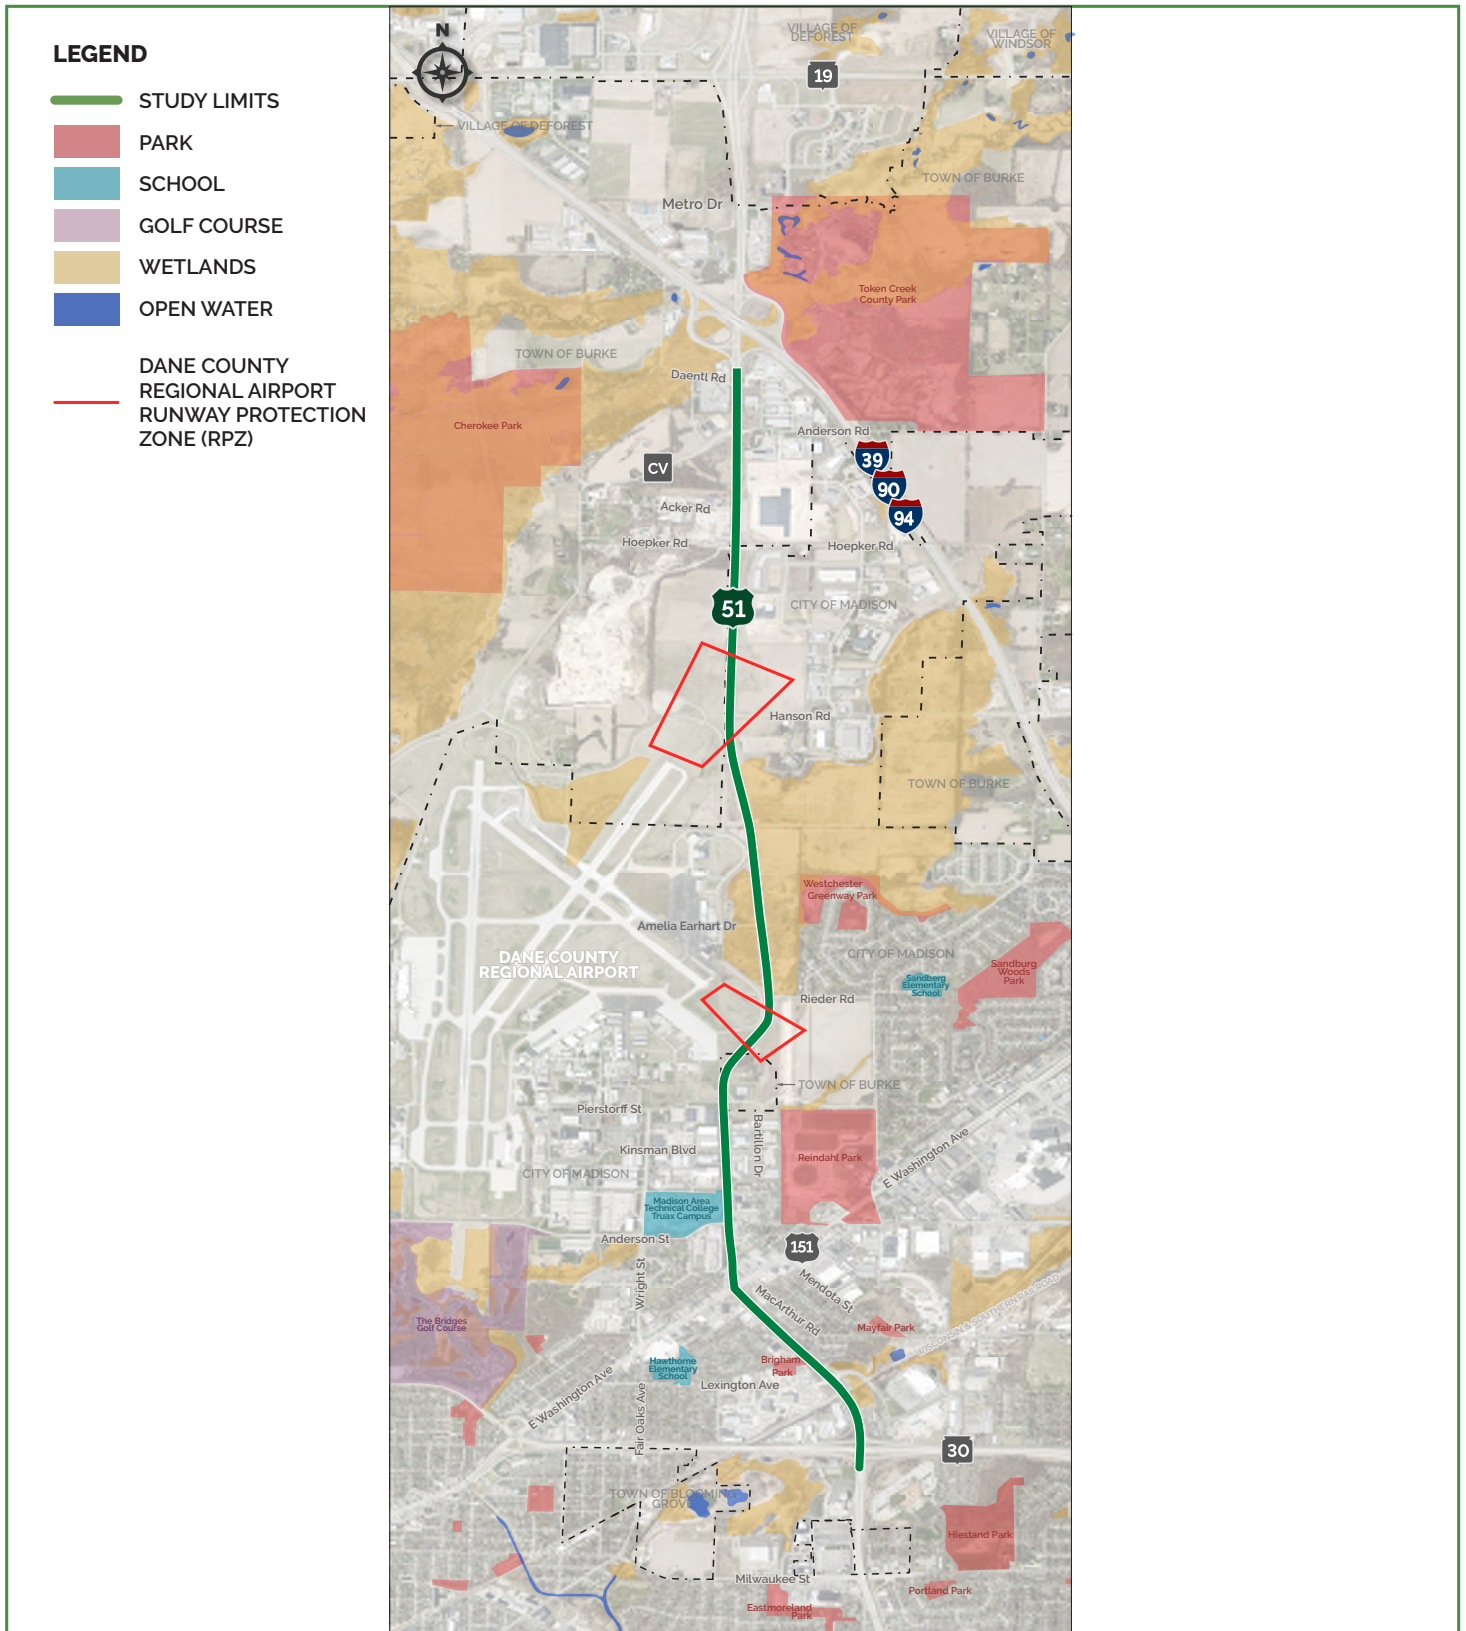 LEGEND
STUDY LIMITS
PARK
SCHOOL
GOLF COURSE
WETLANDS
OPEN WATER
DANE COUNTY
REGIONAL AIRPORT
RUNWAY PROTECTION
ZONE (RPZ)
N
VILLAGE OF
DEFOREST
VILLAGE OF
WINDSOR
19
VILLAGE OF DEFOREST
TOWN OF BURKE
Metro Dr
Token Creek
County Park
TOWN OF BURKE
Daentl Rd
Cherokee Park
Anderson Rd
39
90
94
CV
Acker Rd
Hoepker Rd
Hoepker Rd
51
CITY OF MADISON
Hanson Rd
TOWN OF BURKE
Westchester
Greenway Park
Amelia Earhart Dr
CITY OF MADISON
DANE COUNTY
REGIONAL AIRPORT
Sandburg
Woods
Park
Sandberg
Elementary
School
Rieder Rd
TOWN OF BURKE
Pierstorff St
Bartillon Dr
Kinsman Blvd
Reindahl Park
E Washington Ave
CITY OF MADISON
Madison Area
Technical College
Truax Campus
Anderson St
151
Wright St
Mendota St
MacArthur Rd
WISCONSIN & SOUTHERN RAILROAD
The Bridges
Golf Course
Mayfair Park
Hawthorne
Elementary
School
Brigham
Park
Lexington Ave
E Washington Ave
Fair Oaks Ave
30
TOWN OF BLOOMING
GROVE
Hiestand Park
Milwaukee St
Portland Park
Eastmoreland
Park